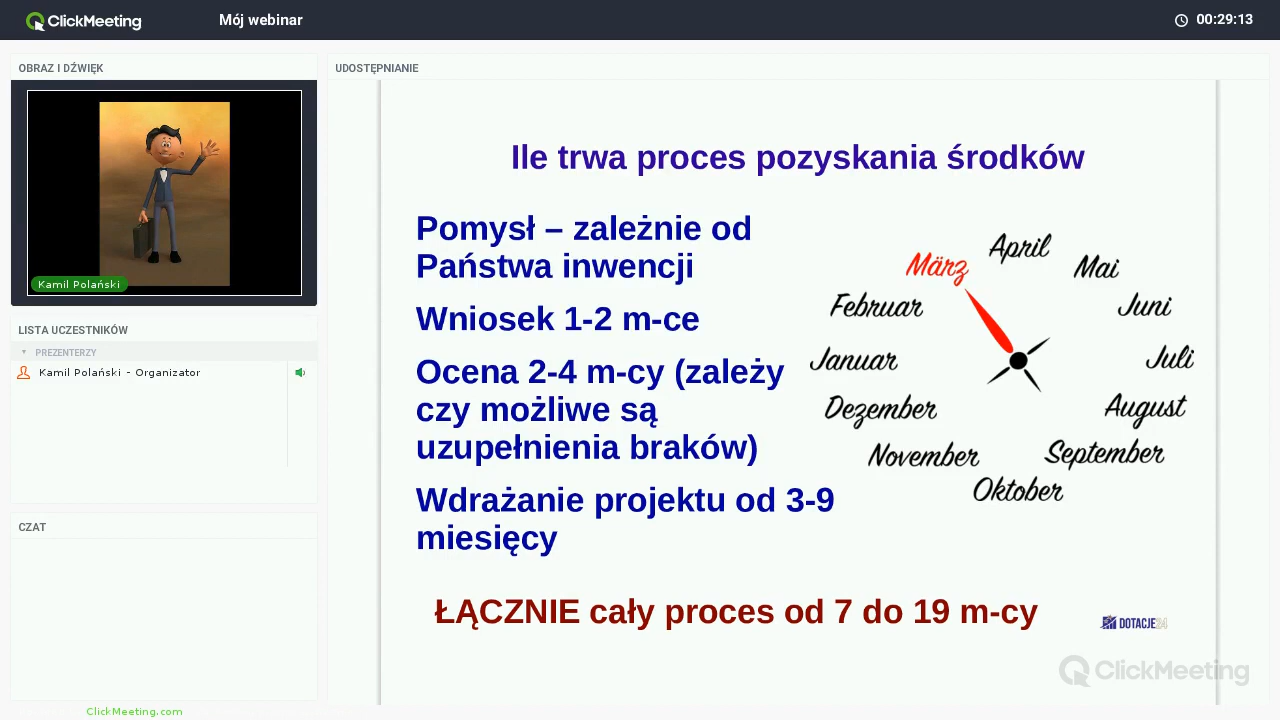 ClickMeeting
Mój webinar
00:29:13
OBRAZ I DŹWIĘK
Kamil Polański
LISTA UCZESTNIKÓW
PREZENTERZY
Kamil Polański - Organizator
CZAT
ClickMeeting.com
UDOSTĘPNIANIE
Ile trwa proces pozyskania środków
Pomysł – zależnie od
Państwa inwencji
Wniosek 1-2 m-ce
Ocena 2-4 m-cy (zależy
czy możliwe są
uzupełnienia braków)
Wdrażanie projektu od 3-9
miesięcy
Januar
Februar
März
April
Mai
Juni
Juli
August
September
Oktober
November
Dezember
ŁĄCZNIE cały proces od 7 do 19 m-cy
DOTACJE24
ClickMeeting